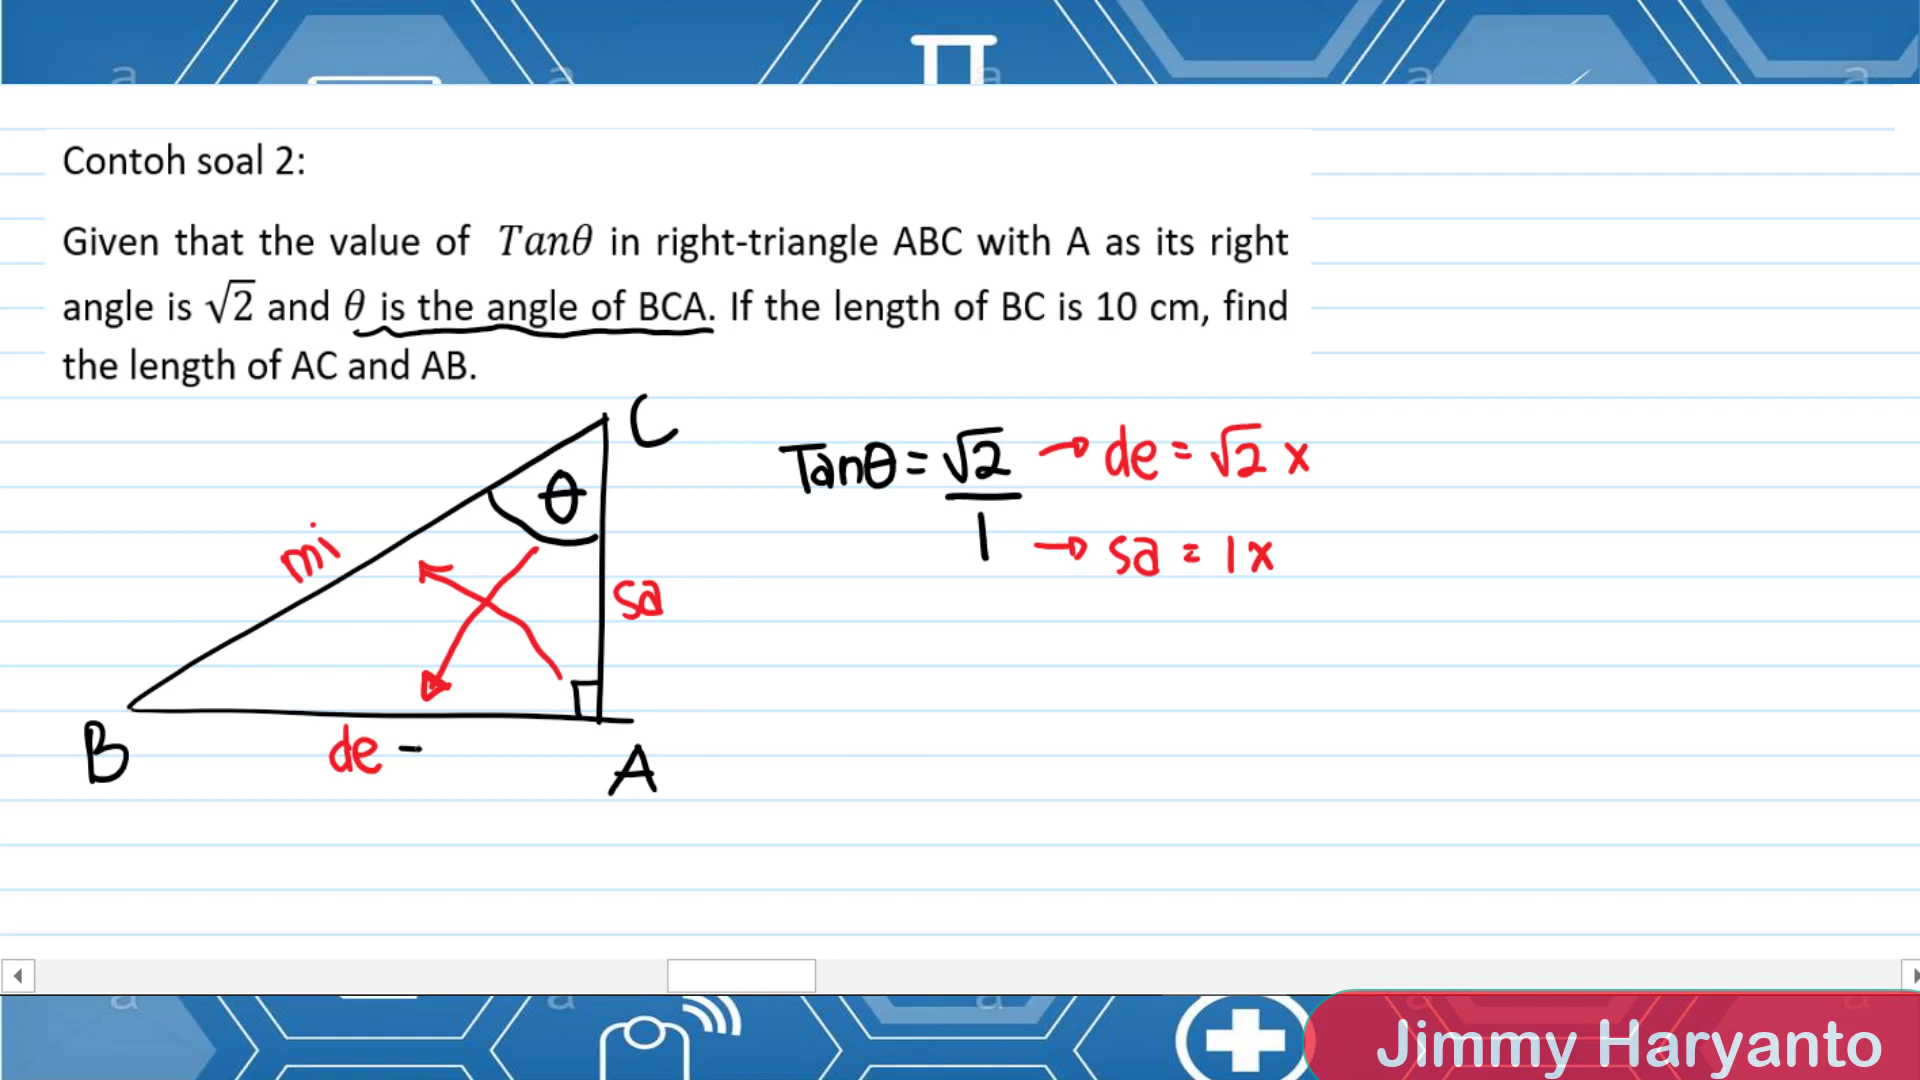 Contoh soal 2:
Given that the value of Tanθ in right-triangle ABC with A as its right
angle is √2 and θ is the angle of BCA. If the length of BC is 10 cm, find
the length of AC and AB.
C
θ
Tanθ = √2 → de = √2 x
1 → sa = 1x
mi
sa
B
de -
A
Jimmy Haryanto